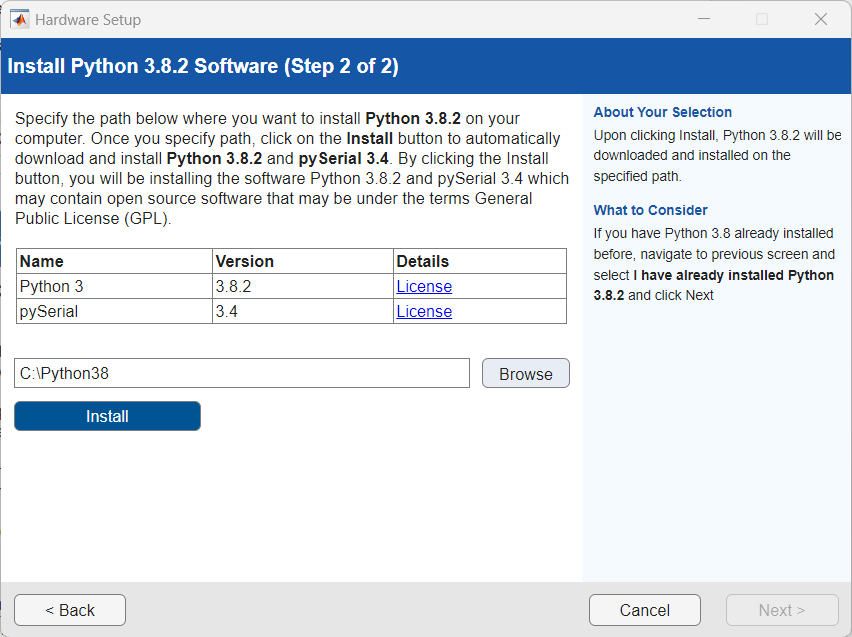 Hardware Setup
Install Python 3.8.2 Software (Step 2 of 2)
Specify the path below where you want to install Python 3.8.2 on your
computer. Once you specify path, click on the Install button to automatically
download and install Python 3.8.2 and pySerial 3.4. By clicking the Install
button, you will be installing the software Python 3.8.2 and pySerial 3.4 which
may contain open source software that may be under the terms General
Public License (GPL).
Name Version Details
Python 3 3.8.2 License
pySerial 3.4 License
C:\Python38 Browse
Install
About Your Selection
Upon clicking Install, Python 3.8.2 will be
downloaded and installed on the
specified path.
What to Consider
If you have Python 3.8 already installed
before, navigate to previous screen and
select I have already installed Python
3.8.2 and click Next
< Back Cancel Next >